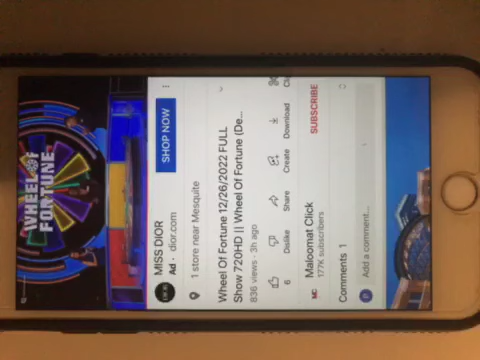 WHEEL OF
FORTUNE
MISS DIOR
Ad · dior.com
SHOP NOW
1 store near Mesquite
Wheel Of Fortune 12/26/2022 FULL
Show 720HD || Wheel Of Fortune (De...
836 views · 3h ago
6
Dislike
Share
Create
Download
Maloomat Click
177K subscribers
SUBSCRIBE
Comments 1
Add a comment...